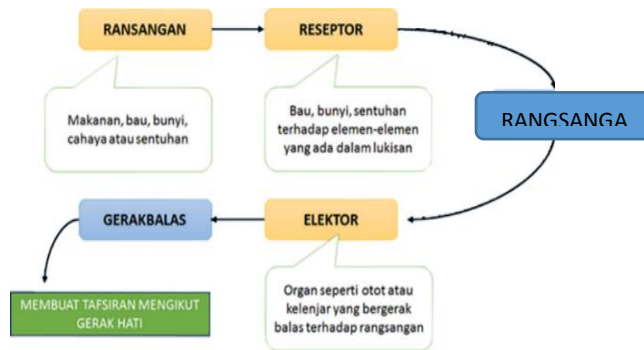 RANSANGAN
RESEPTOR
Makanan, bau, bunyi,
cahaya atau sentuhan
Bau, bunyi, sentuhan
terhadap elemen-elemen
yang ada dalam lukisan
RANGSANGA
GERAKBALAS
ELEKTOR
Organ seperti otot atau
kelenjar yang bergerak
balas terhadap rangsangan
MEMBUAT TAFSIRAN MENGIKUT
GERAK HATI